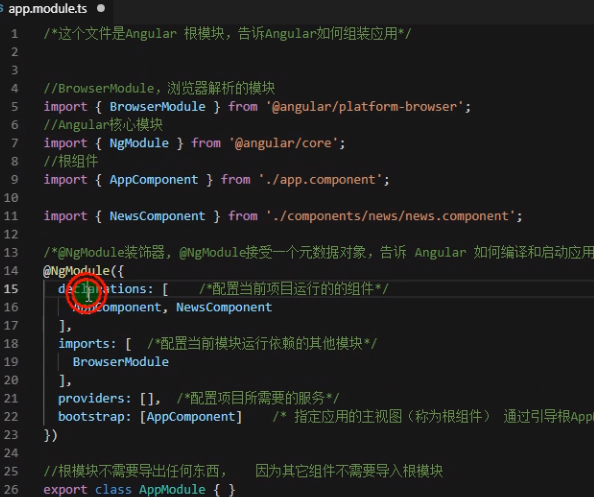 app.module.ts
1 /*这个文件是Angular 根模块，告诉Angular如何组装应用*/
2
3
4 //BrowserModule，浏览器解析的模块
5 import { BrowserModule } from '@angular/platform-browser';
6 //Angular核心模块
7 import { NgModule } from '@angular/core';
8 //根组件
9 import { AppComponent } from './app.component';
10
11 import { NewsComponent } from './components/news/news.component';
12
13 /*@NgModule装饰器, @NgModule接受一个元数据对象，告诉 Angular 如何编译和启动应用
14 @NgModule({
15 declarations: [ /*配置当前项目运行的的组件*/
16 AppComponent, NewsComponent
17 ],
18 imports: [ /*配置当前模块运行依赖的其他模块*/
19 BrowserModule
20 ],
21 providers: [], /*配置项目所需要的服务*/
22 bootstrap: [AppComponent] /* 指定应用的主视图（称为根组件） 通过引导根App
23 })
24
25 //根模块不需要导出任何东西， 因为其它组件不需要导入根模块
26 export class AppModule { }